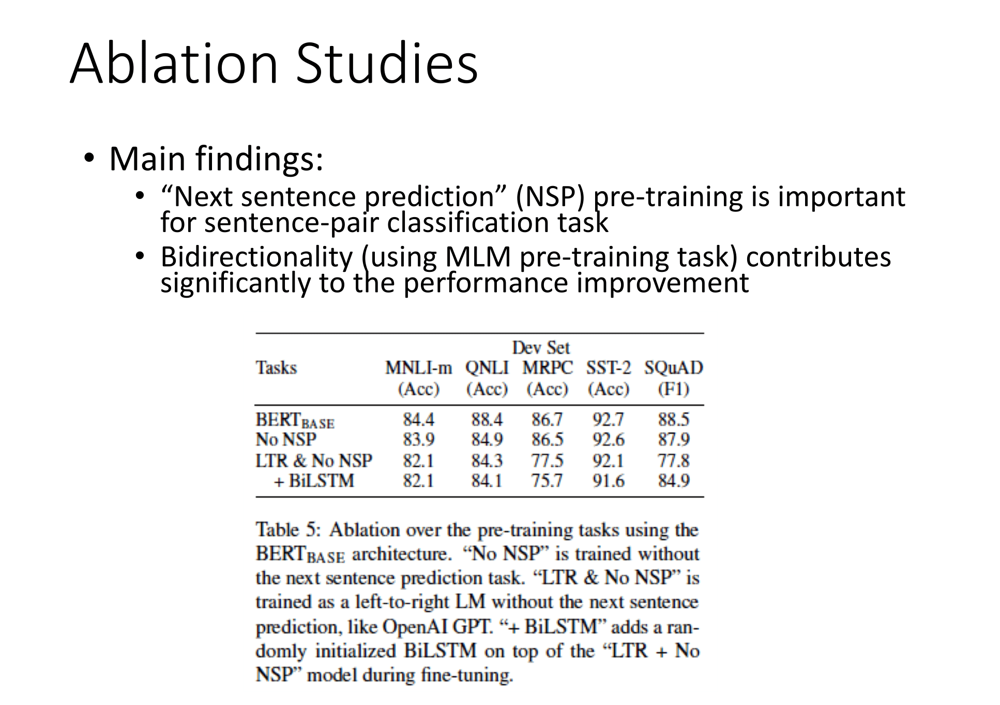 Ablation Studies
• Main findings:
• “Next sentence prediction” (NSP) pre-training is important
for sentence-pair classification task
• Bidirectionality (using MLM pre-training task) contributes
significantly to the performance improvement
Dev Set
Tasks MNLI-m QNLI MRPC SST-2 SQuAD
(Acc) (Acc) (Acc) (Acc) (F1)
BERTBASE 84.4 88.4 86.7 92.7 88.5
No NSP 83.9 84.9 86.5 92.6 87.9
LTR & No NSP 82.1 84.3 77.5 92.1 77.8
+ BiLSTM 82.1 84.1 75.7 91.6 84.9
Table 5: Ablation over the pre-training tasks using the
BERTBASE architecture. “No NSP” is trained without
the next sentence prediction task. “LTR & No NSP” is
trained as a left-to-right LM without the next sentence
prediction, like OpenAI GPT. “+ BiLSTM” adds a ran-
domly initialized BiLSTM on top of the “LTR + No
NSP” model during fine-tuning.